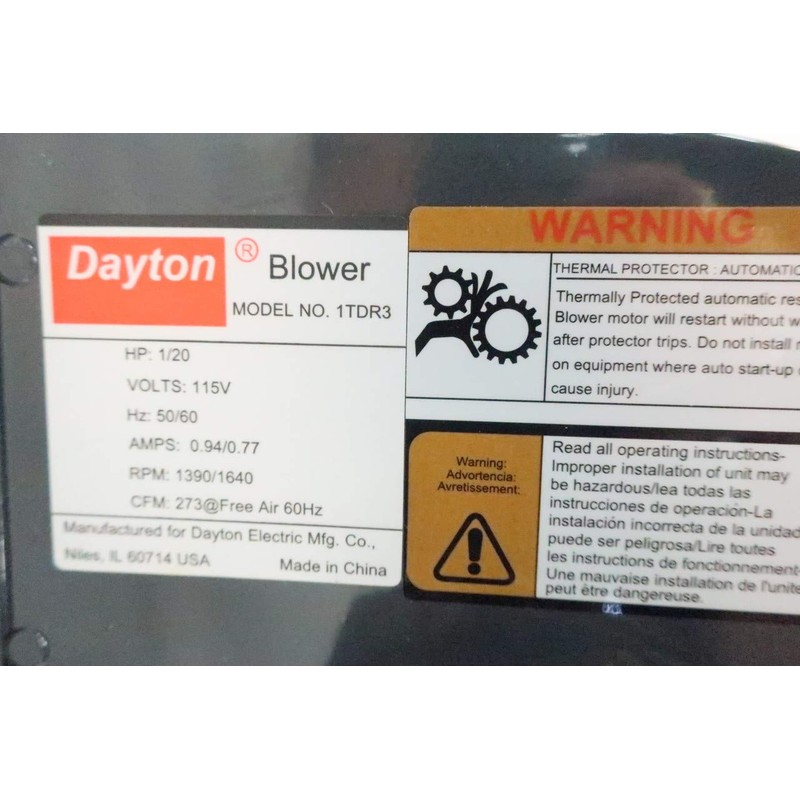 Dayton ® Blower
MODEL NO. 1TDR3
HP: 1/20
VOLTS: 115V
Hz: 50/60
AMPS: 0.94/0.77
RPM: 1390/1640
CFM: 273@Free Air 60Hz
Manufactured for Dayton Electric Mfg. Co.,
Niles, IL 60714 USA
Made in China
WARNING
THERMAL PROTECTOR : AUTOMATIC
Thermally Protected automatic res
Blower motor will restart without w
after protector trips. Do not install
on equipment where auto start-up
cause injury.
Warning:
Advortencia:
Avretissement:
Read all operating instructions-
Improper installation of unit may
be hazardous/lea todas las
instrucciones de operación-La
instalación incorrecta de la unidad
puede ser peligrosa/Lire toutes
les instructions de fonctionnement-
Une mauvaise installation de l'unite
peut ètre dangereuse.